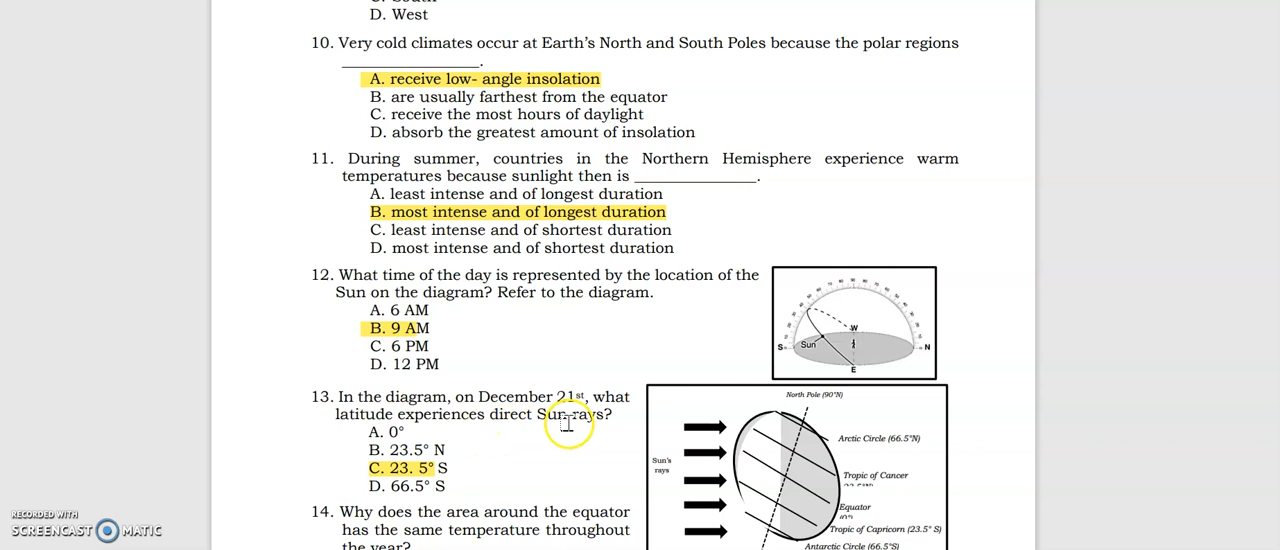 D. West
10. Very cold climates occur at Earth's North and South Poles because the polar regions
_________________.
A. receive low- angle insolation
B. are usually farthest from the equator
C. receive the most hours of daylight
D. absorb the greatest amount of insolation
11. During summer, countries in the Northern Hemisphere experience warm
temperatures because sunlight then is _______________.
A. least intense and of longest duration
B. most intense and of longest duration
C. least intense and of shortest duration
D. most intense and of shortest duration
12. What time of the day is represented by the location of the
Sun on the diagram? Refer to the diagram.
A. 6 AM
B. 9 AM
C. 6 PM
D. 12 PM
W
S
Sun
N
E
13. In the diagram, on December 21st, what
latitude experiences direct Sun rays?
A. 0°
B. 23.5° N
C. 23. 5° S
D. 66.5° S
North Pole (90°N)
Arctic Circle (66.5°N)
Sun's
rays
Tropic of Cancer
Equator
Tropic of Capricorn (23.5° S)
Antarctic Circle (66.5°S)
14. Why does the area around the equator
has the same temperature throughout
the year?
RECORDED WITH
SCREENCAST MATIC